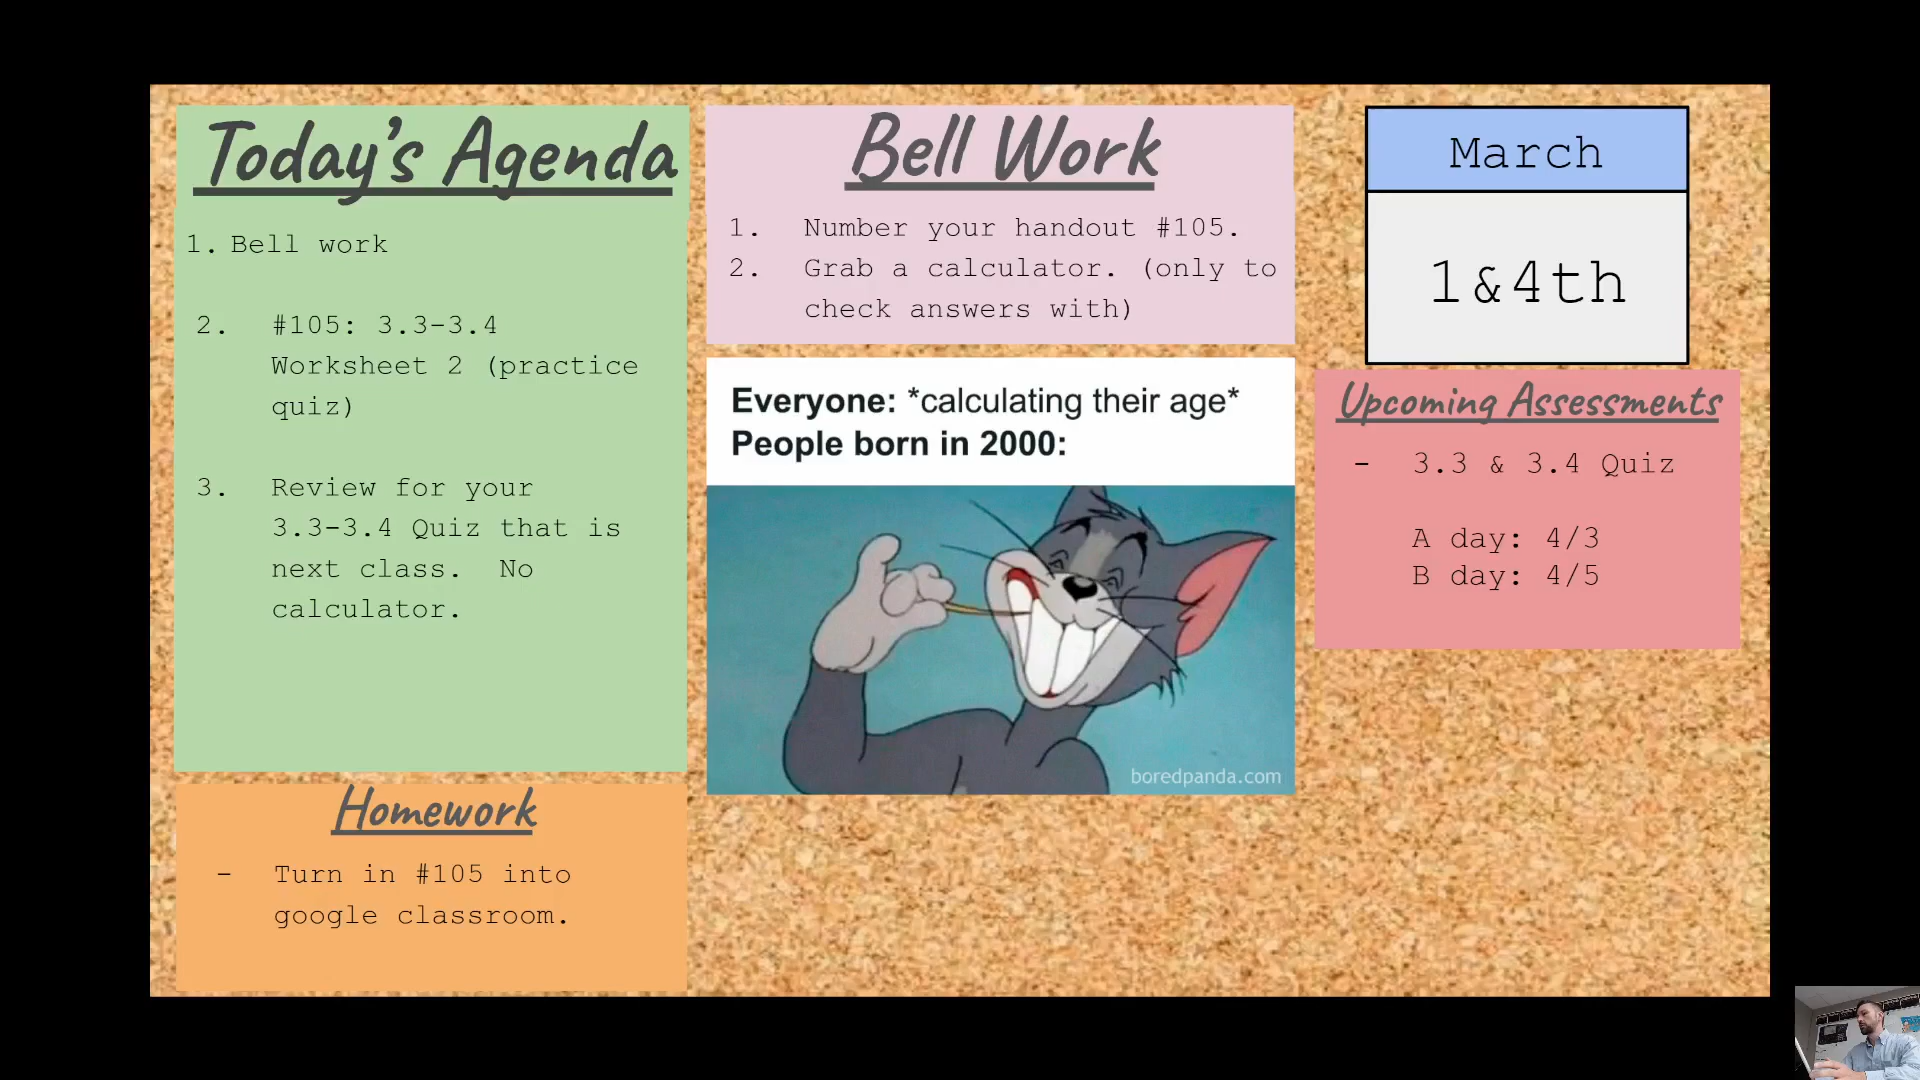 Today's Agenda
1. Bell work
2. #105: 3.3-3.4
Worksheet 2 (practice
quiz)
3. Review for your
3.3-3.4 Quiz that is
next class. No
calculator.
Homework
- Turn in #105 into
google classroom.
Bell Work
1. Number your handout #105.
2. Grab a calculator. (only to
check answers with)
Everyone: *calculating their age*
People born in 2000:
boredpanda.com
March
1&4th
Upcoming Assessments
- 3.3 & 3.4 Quiz
A day: 4/3
B day: 4/5